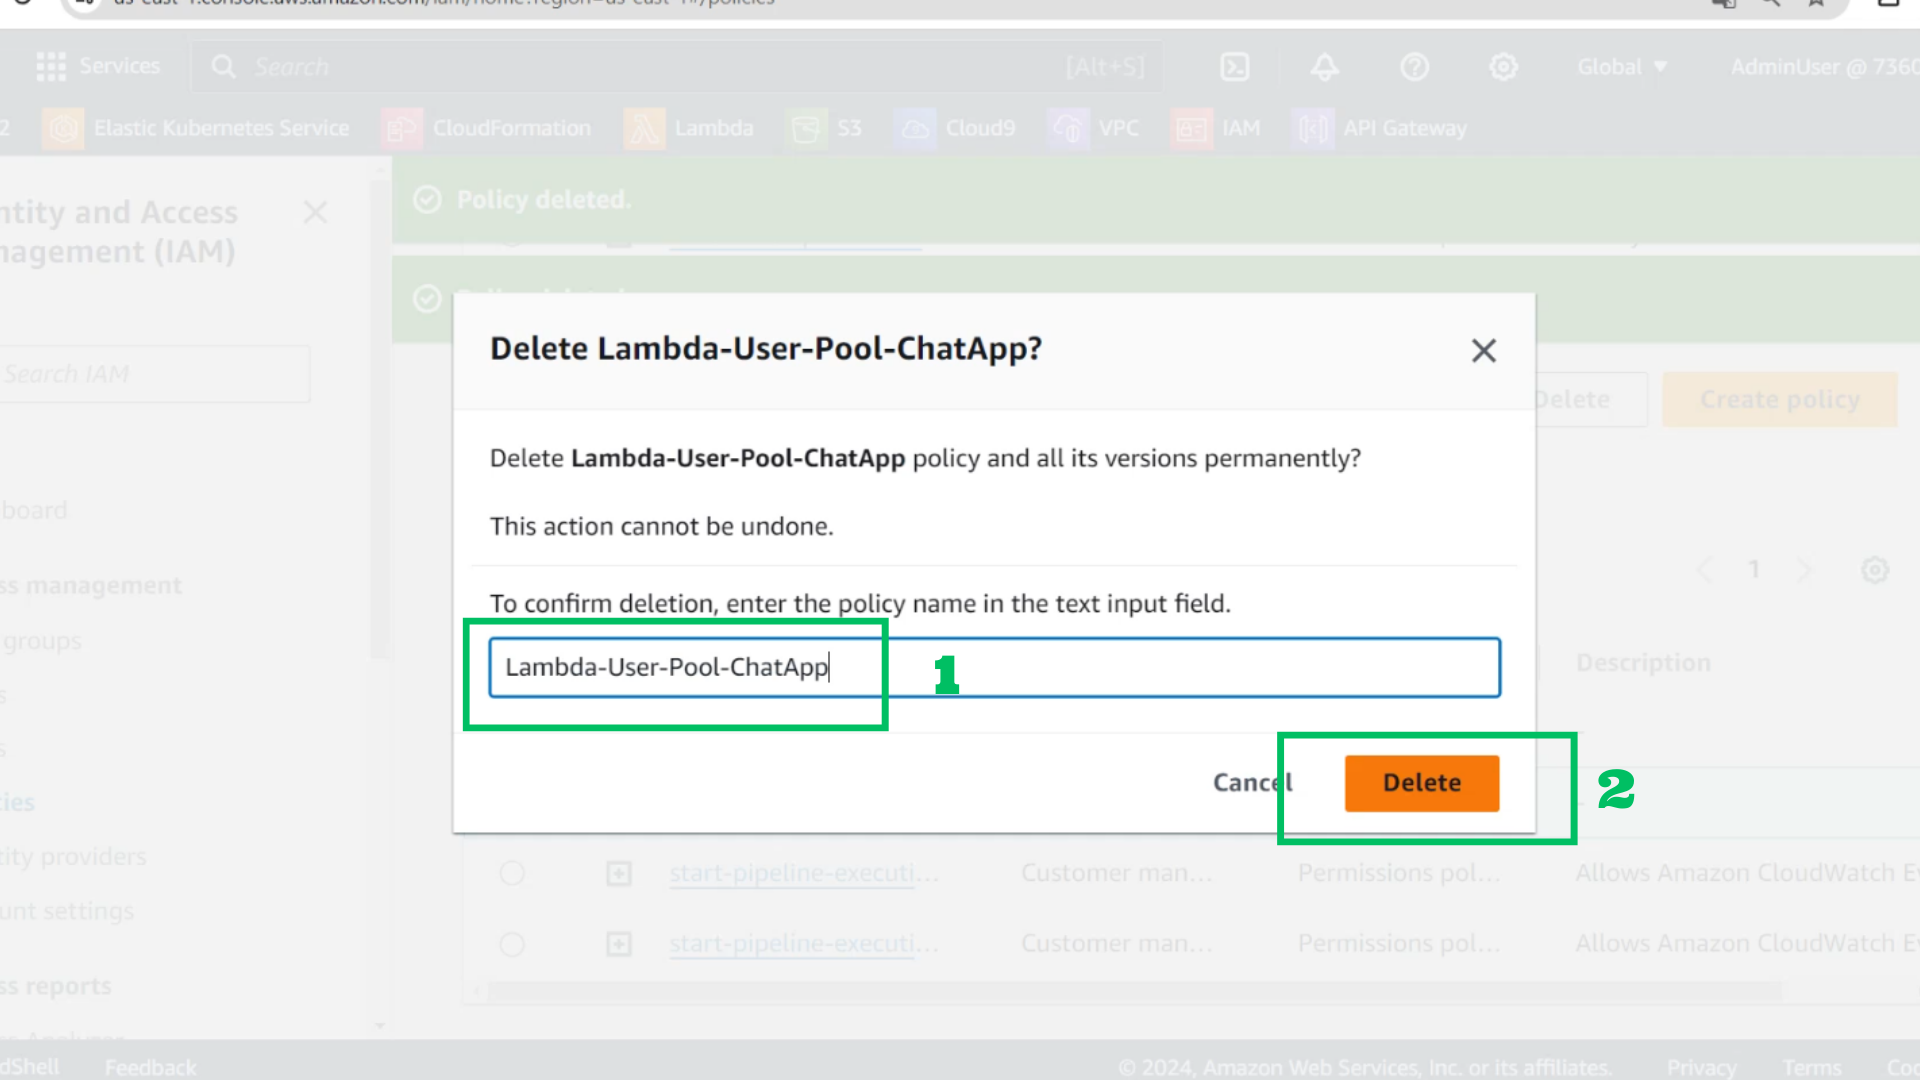 Services
Search
[Alt+S]
Global
AdminUser @ 7360
2
Elastic Kubernetes Service
CloudFormation
Lambda
S3
Cloud9
VPC
IAM
API Gateway
ntity and Access
nagement (IAM)
Policy deleted.
Search IAM
Delete Lambda-User-Pool-ChatApp?
Delete
Create policy
Delete Lambda-User-Pool-ChatApp policy and all its versions permanently?
This action cannot be undone.
board
1
ss management
To confirm deletion, enter the policy name in the text input field.
groups
Lambda-User-Pool-ChatApp
1
Description
s
s
Cancel
Delete
2
ies
ity providers
start-pipeline-executi...
Customer man...
Permissions pol...
Allows Amazon CloudWatch E
unt settings
start-pipeline-executi...
Customer man...
Permissions pol...
Allows Amazon CloudWatch E
ss reports
dShell
Feedback
© 2024, Amazon Web Services, Inc. or its affiliates.
Privacy
Terms
Coo